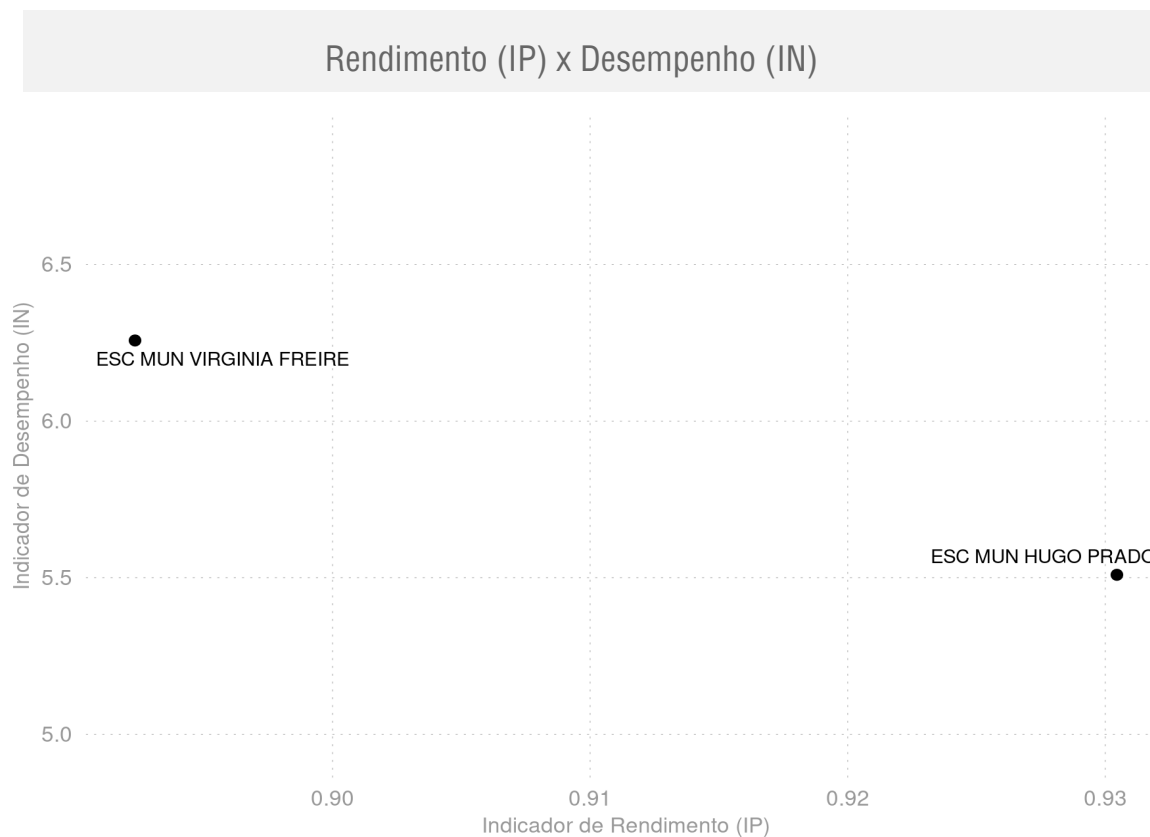 Rendimento (IP) x Desempenho (IN)
6.5
6.0
5.5
5.0
Indicador de Desempenho (IN)
ESC MUN VIRGINIA FREIRE
ESC MUN HUGO PRADO
0.90 0.91 0.92 0.93
Indicador de Rendimento (IP)